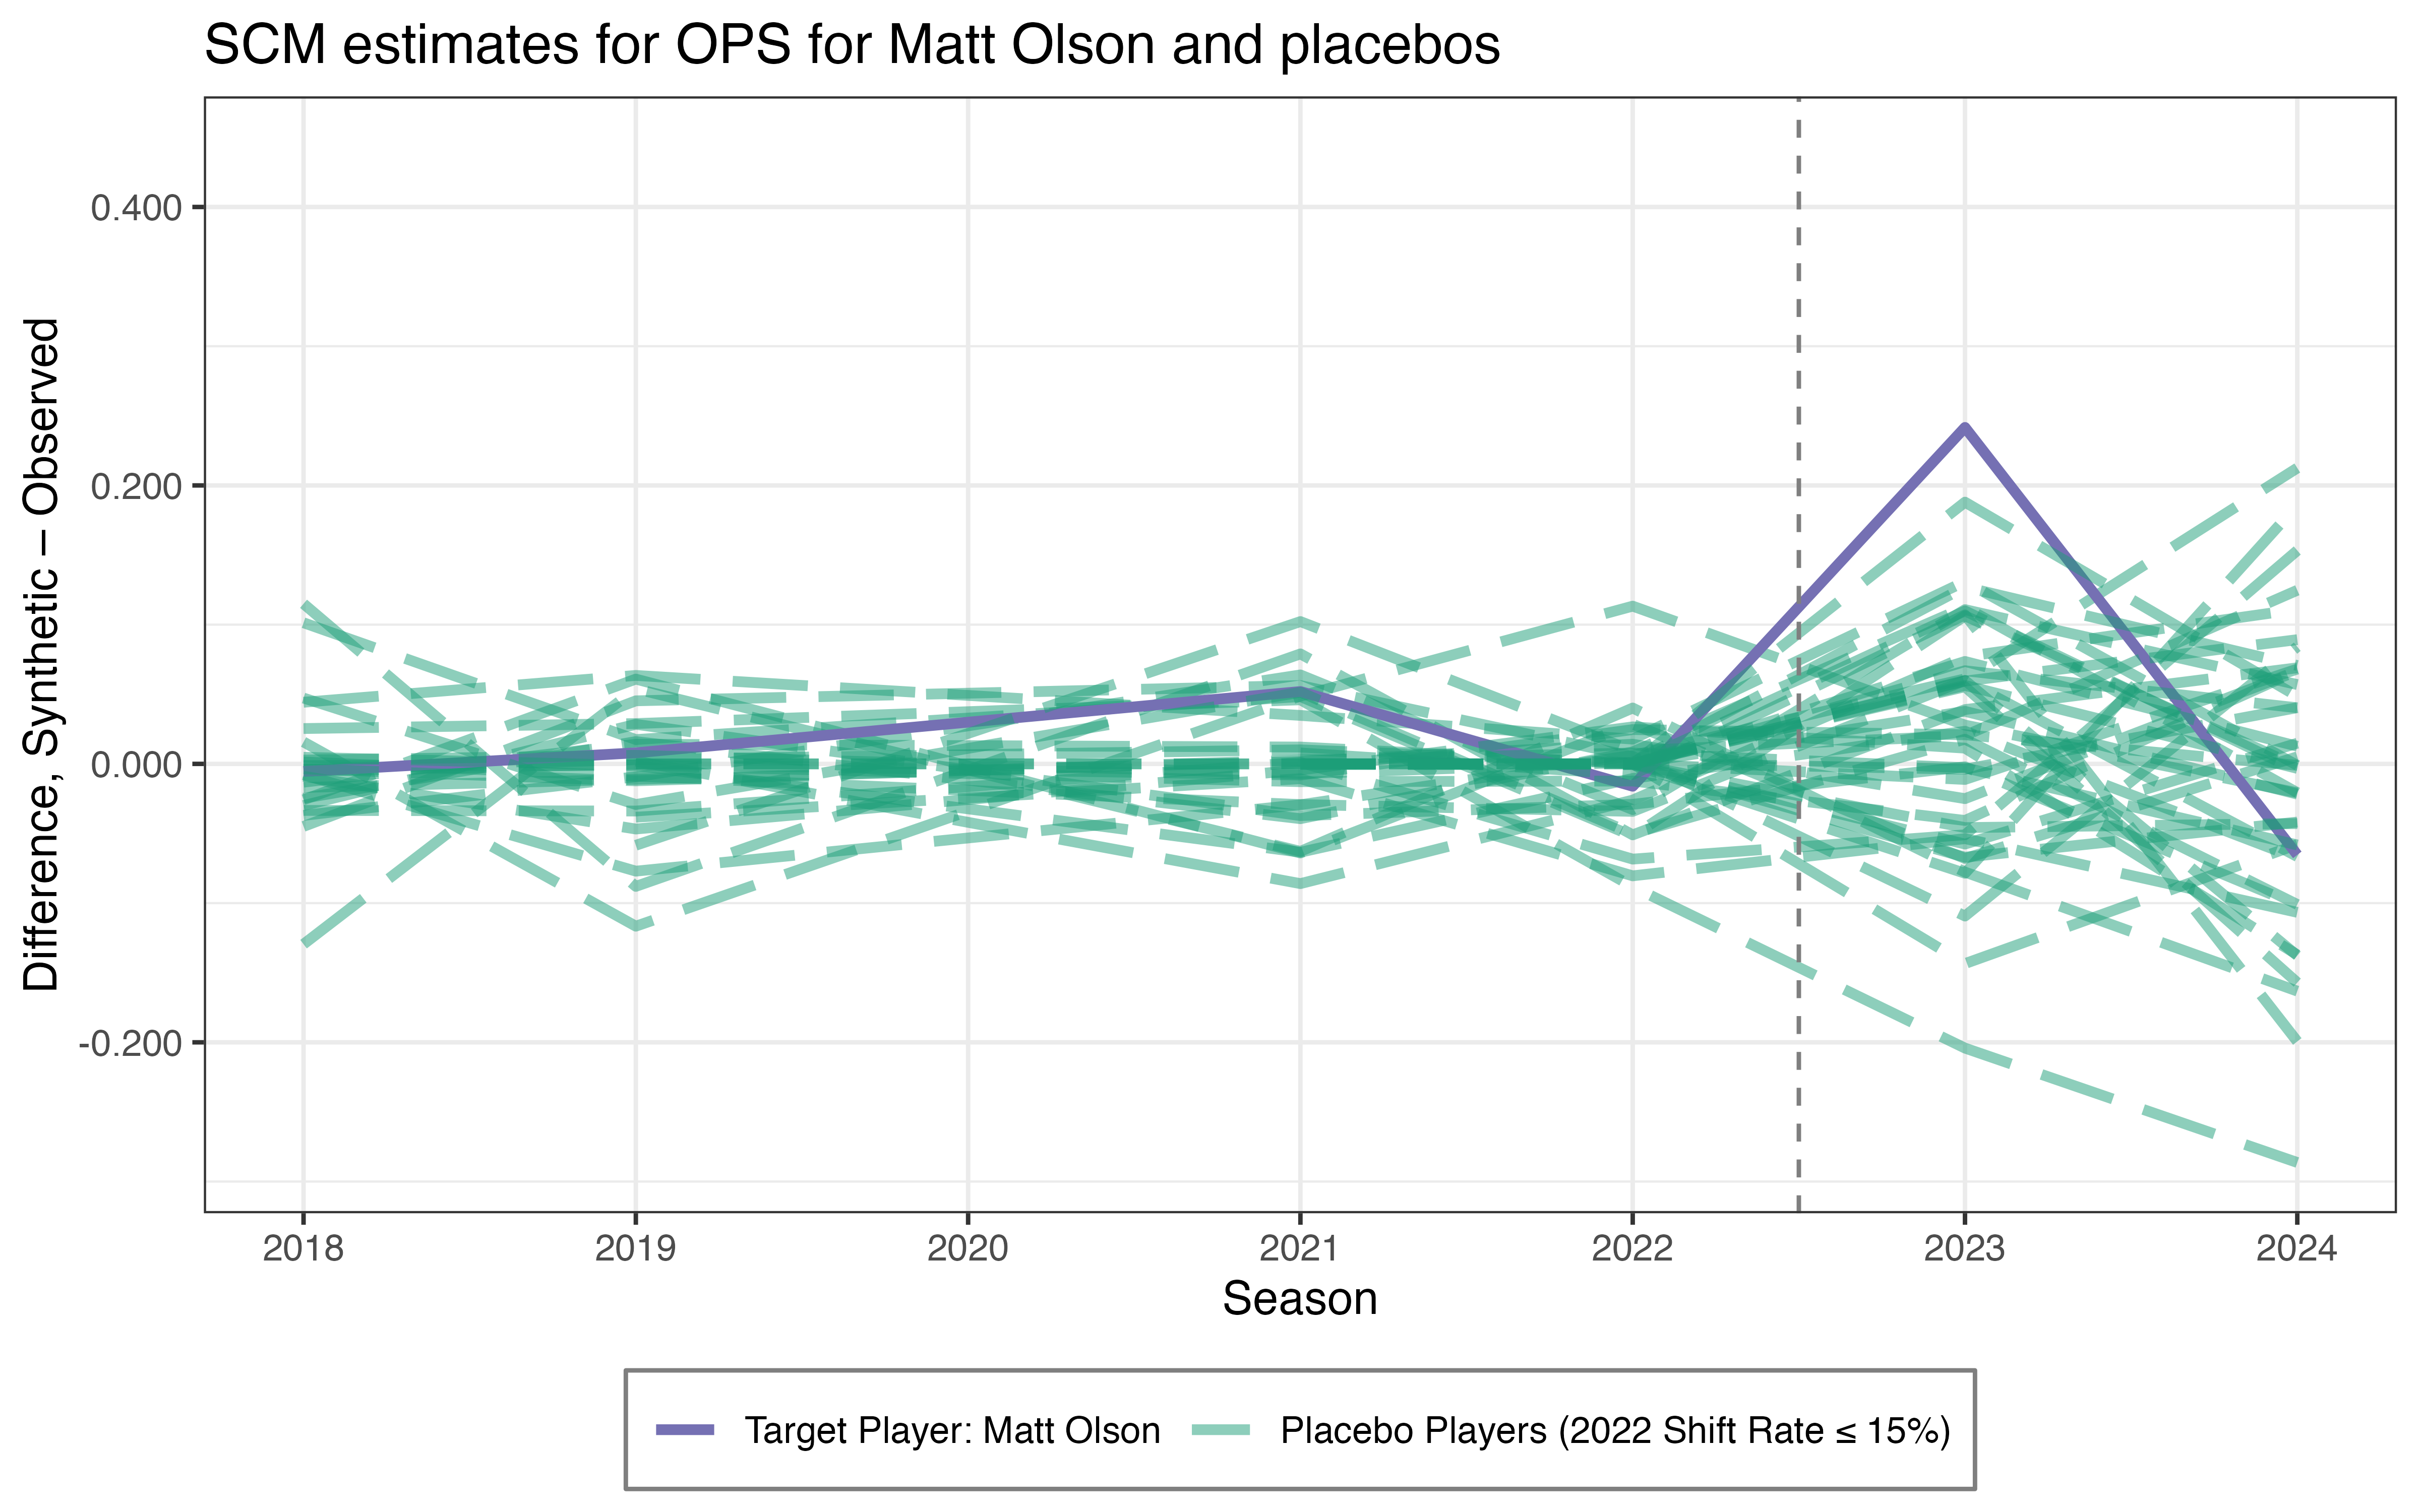 SCM estimates for OPS for Matt Olson and placebos
Difference, Synthetic – Observed
0.400
0.200
0.000
-0.200
2018 2019 2020 2021 2022 2023 2024
Season
Target Player: Matt Olson Placebo Players (2022 Shift Rate ≤ 15%)